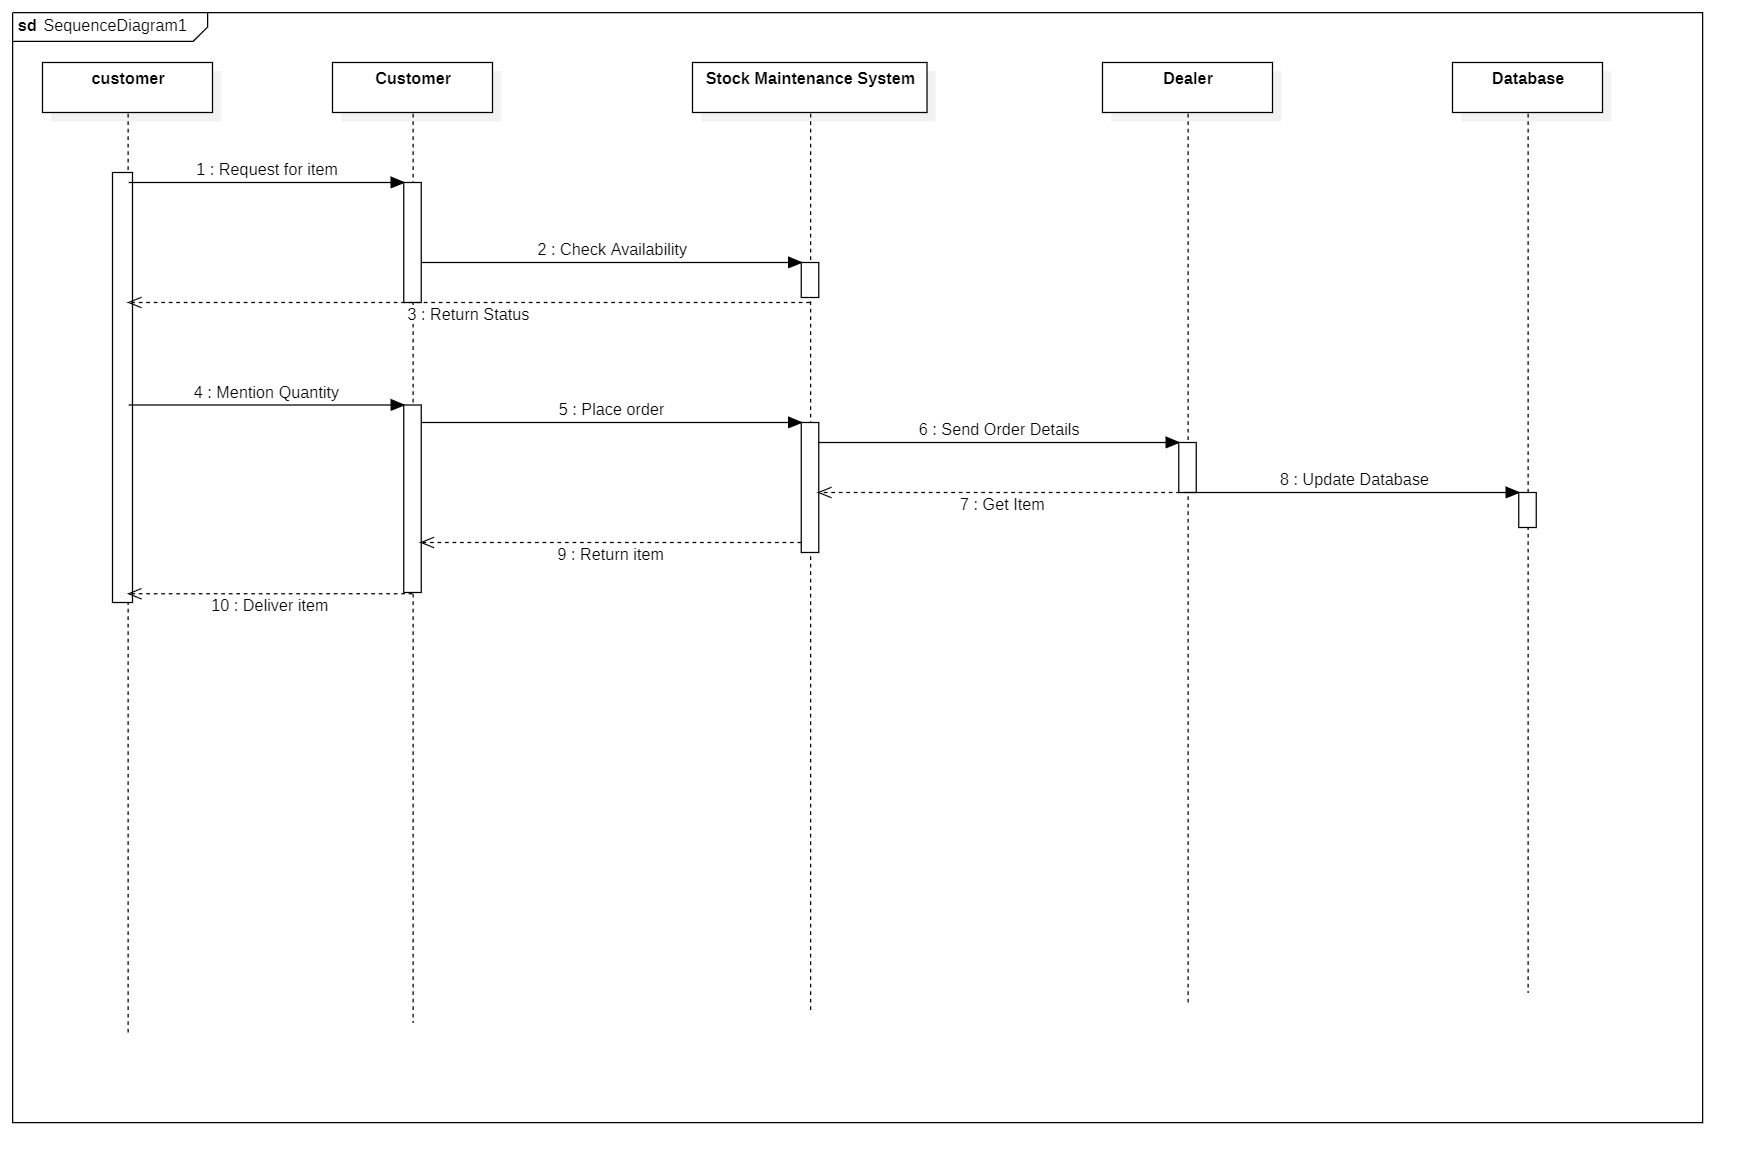 sd SequenceDiagram1
customer
Customer
Stock Maintenance System
Dealer
Database
1 : Request for item
2 : Check Availability
3 : Return Status
4 : Mention Quantity
5 : Place order
6 : Send Order Details
8 : Update Database
7 : Get Item
9 : Return item
10 : Deliver item